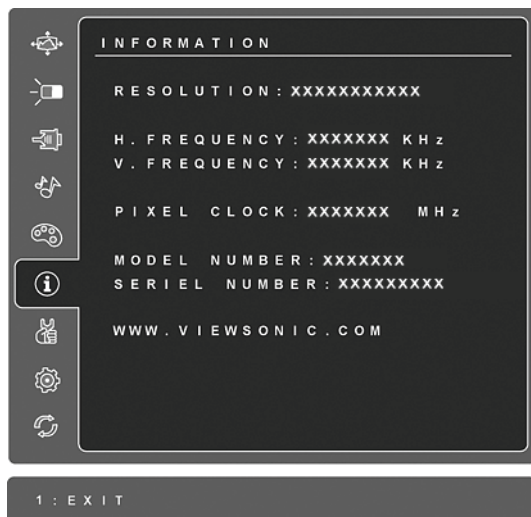 INFORMATION
RESOLUTION: XXXXXXXXXXX
H. FREQUENCY: XXXXXXX KHz
V. FREQUENCY: XXXXXXX KHz
PIXEL CLOCK: XXXXXXX MHz
MODEL NUMBER: XXXXXXX
SERIEL NUMBER: XXXXXXXXX
WWW.VIEWSONIC.COM
1:EXIT